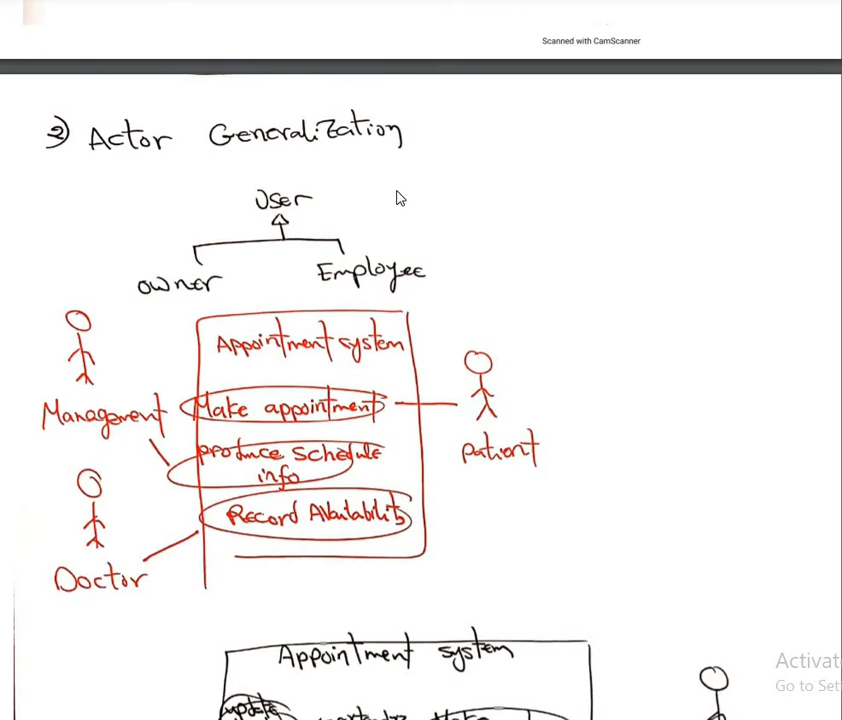 Scanned with CamScanner
2) Actor Generalization
User
owner
Employee
Appointment system
Management
Make appointment
patient
produce schedule
info
Record Availability
Doctor
Appointment system
update
Activat
Go to Set